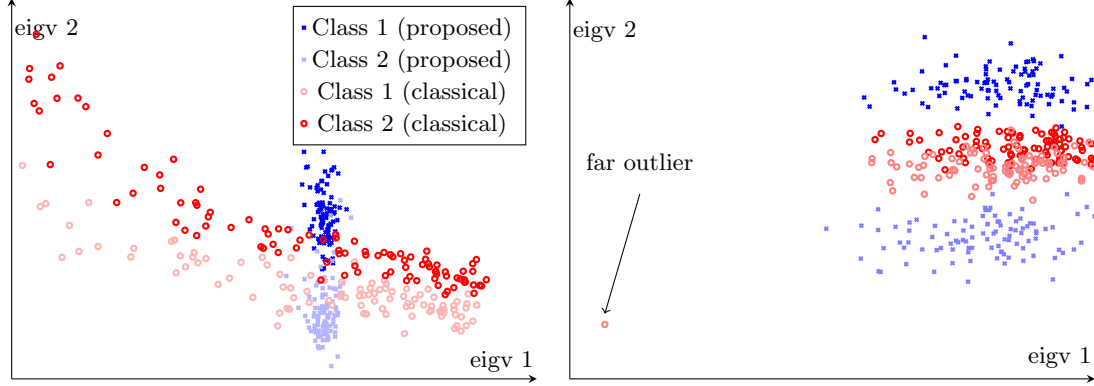 eigv 2
Class 1 (proposed)
Class 2 (proposed)
Class 1 (classical)
Class 2 (classical)
eigv 1
eigv 2
far outlier
eigv 1